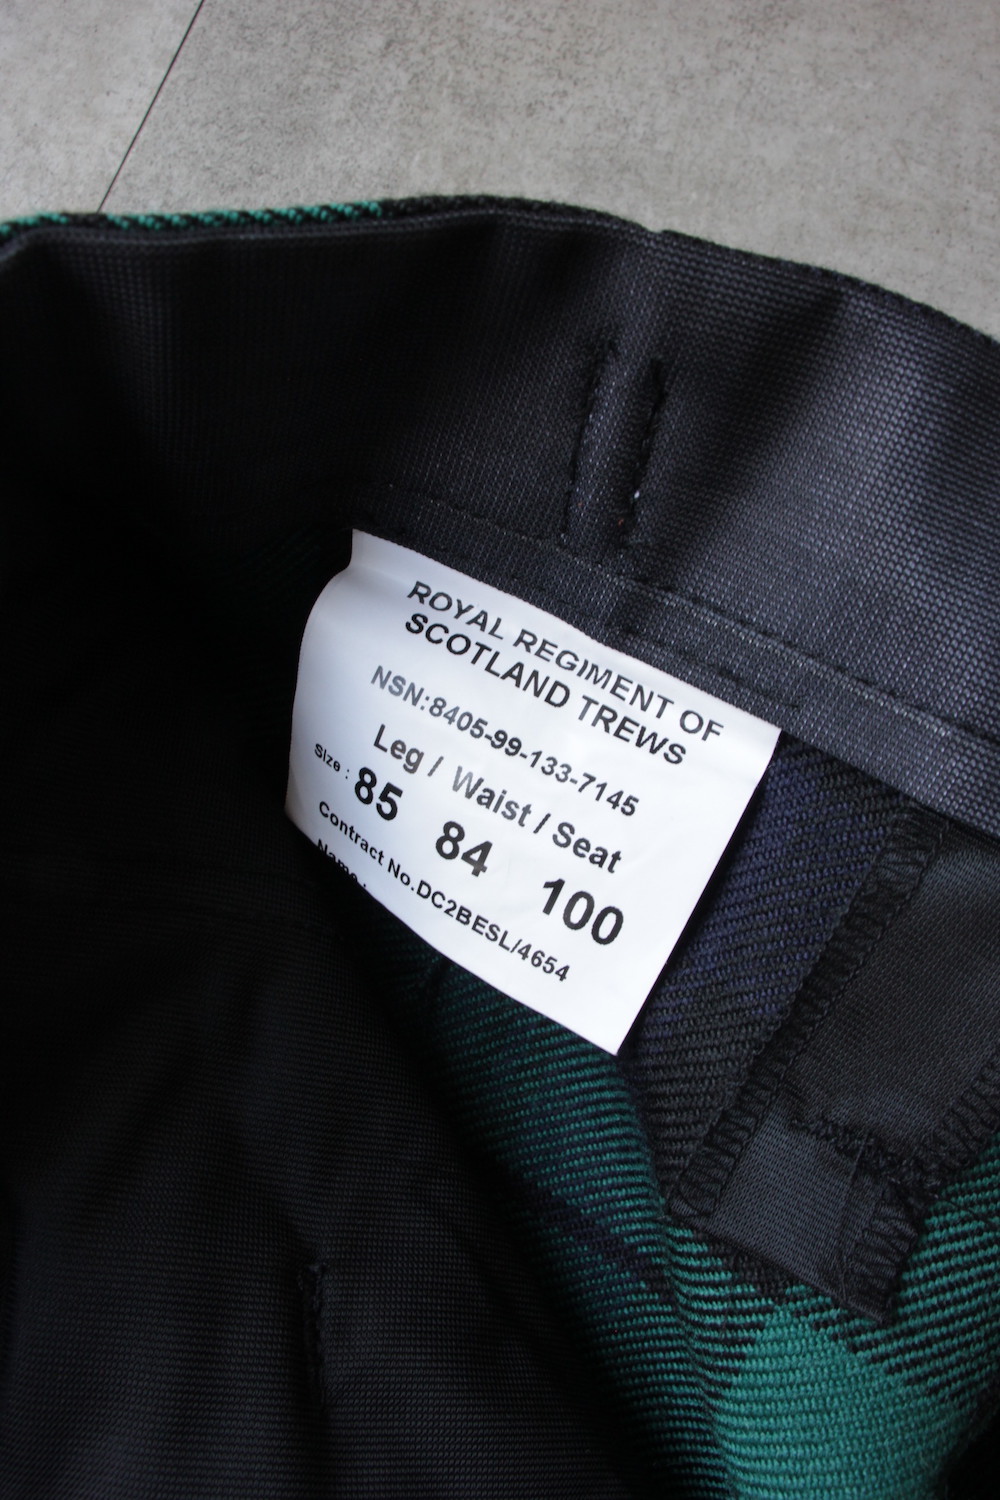 ROYAL REGIMENT OF
SCOTLAND TREWS
NSN:8405-99-133-7145
Leg / Waist / Seat
Size : 85 84 100
Contract No.DC2BESL/4654
Name :